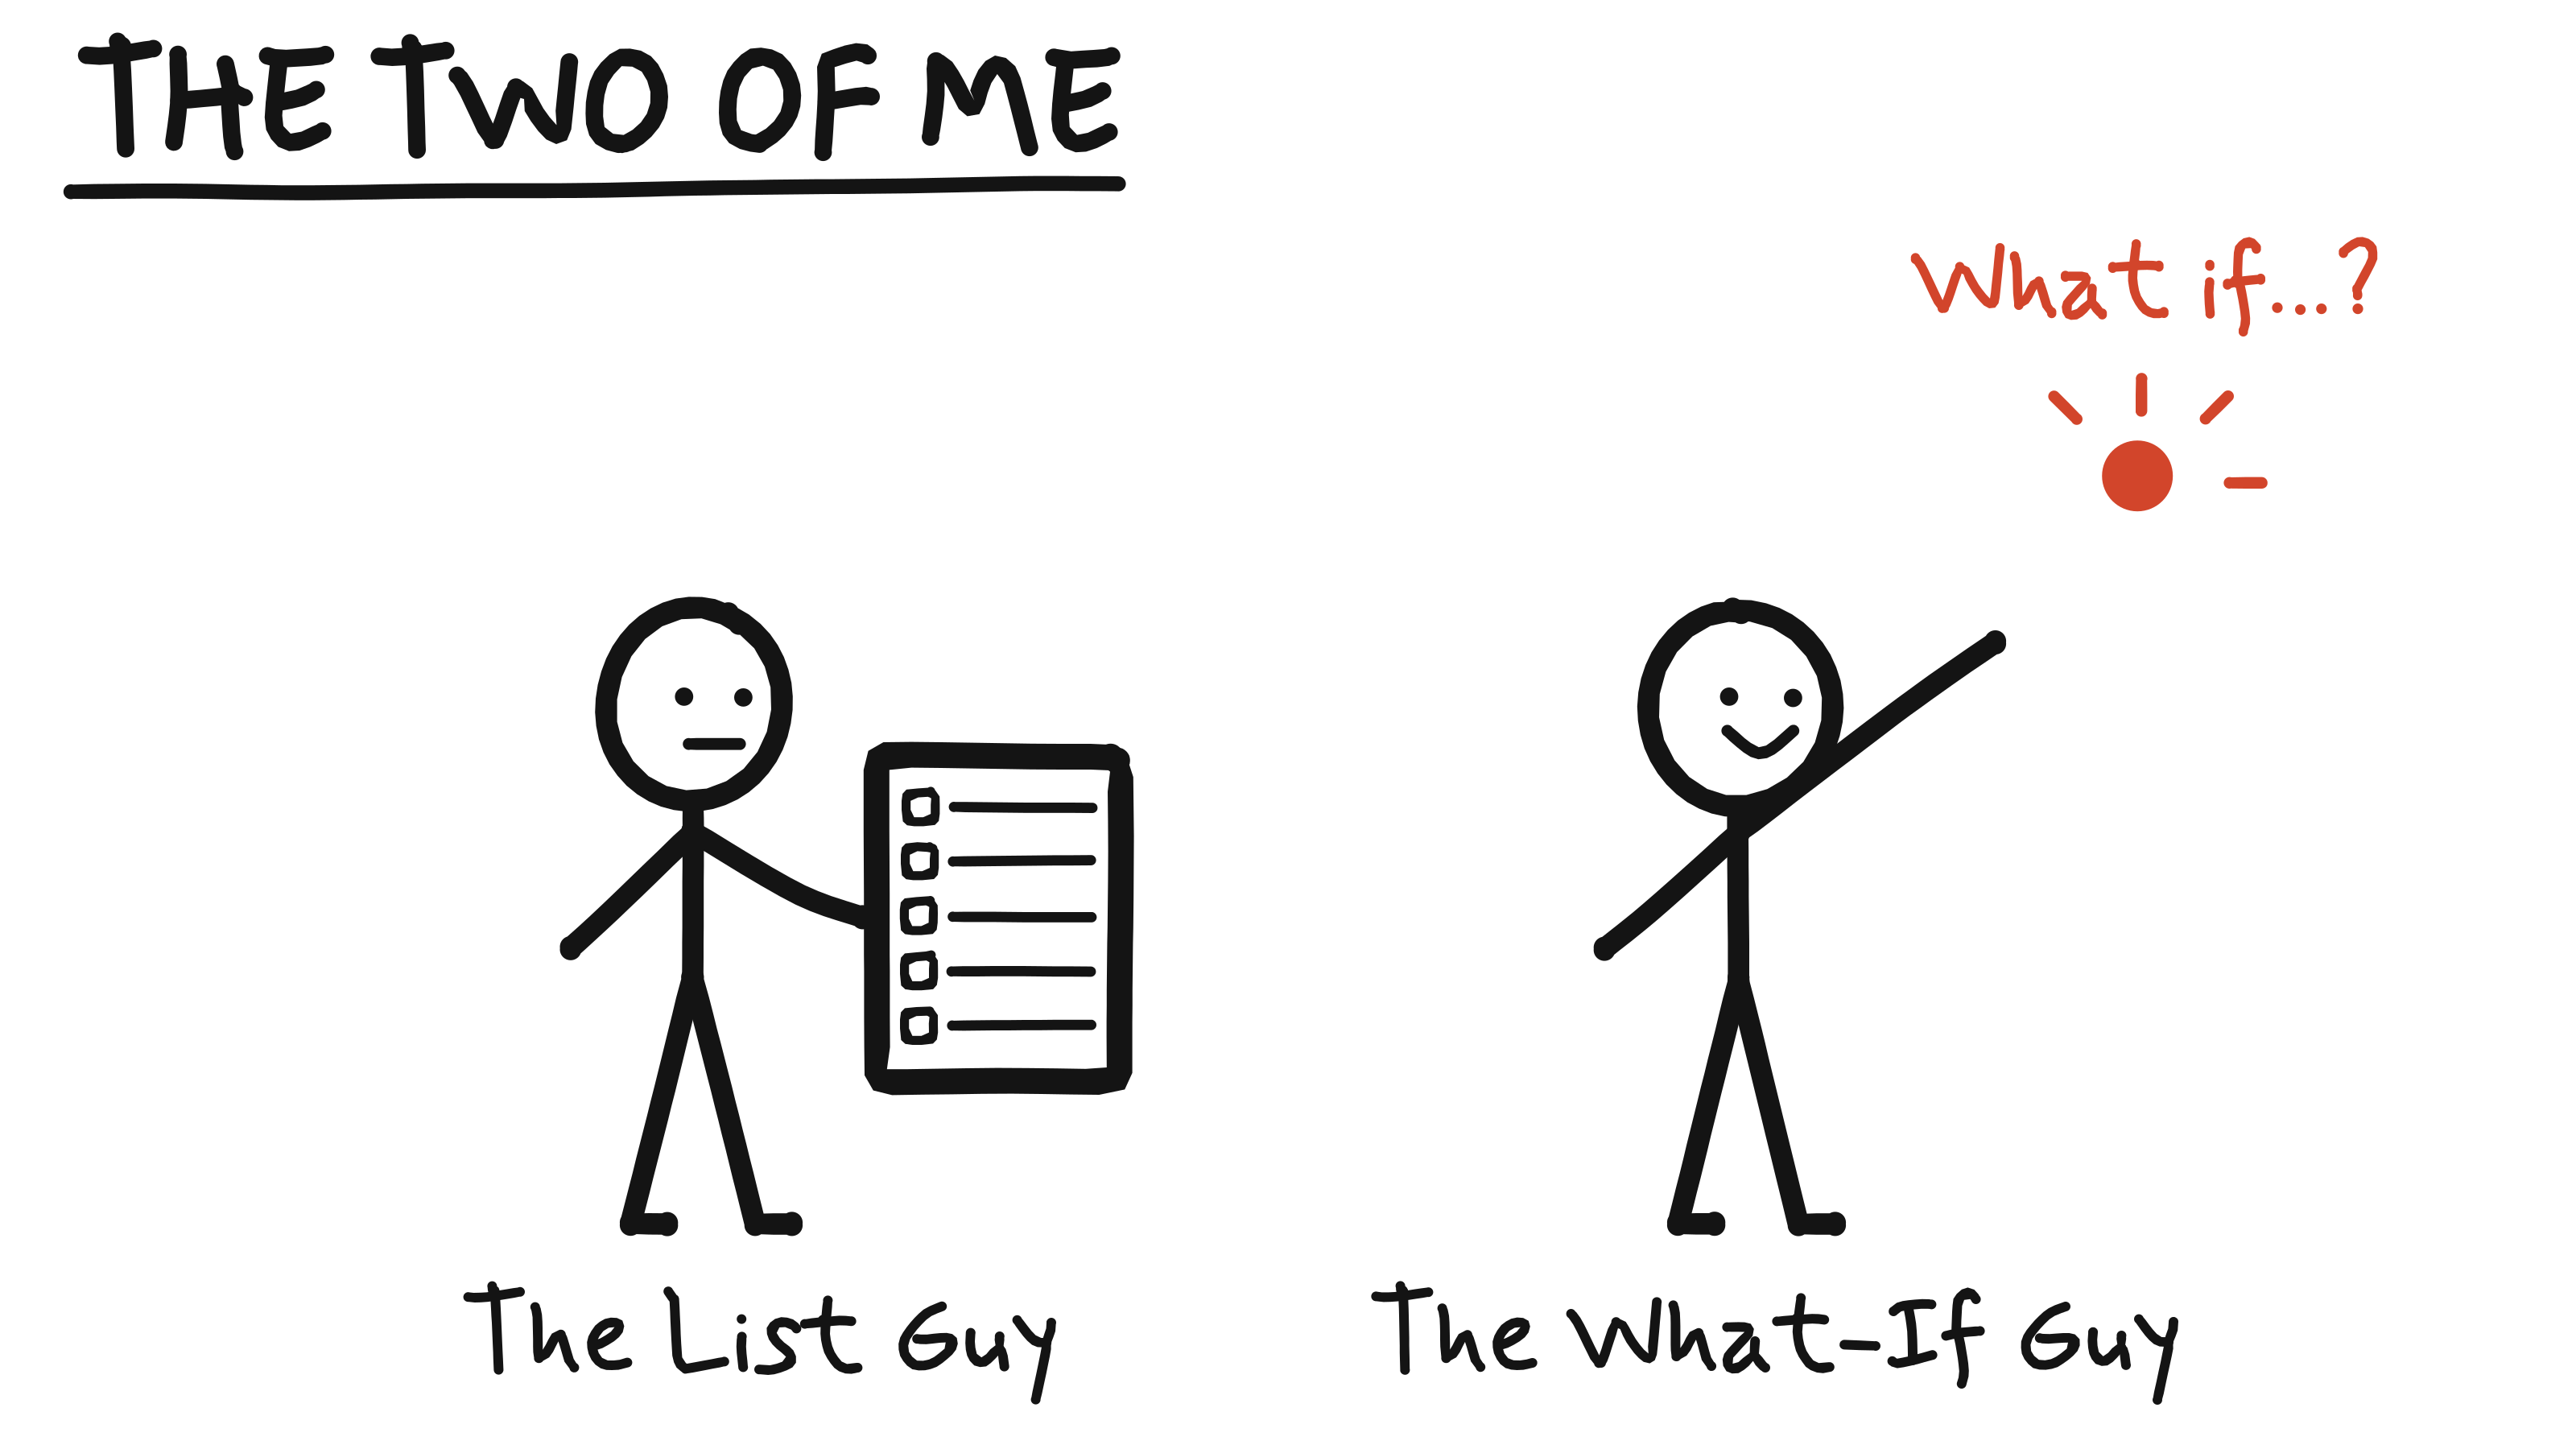 THE TWO OF ME
What if...?
The List Guy
The What-If Guy